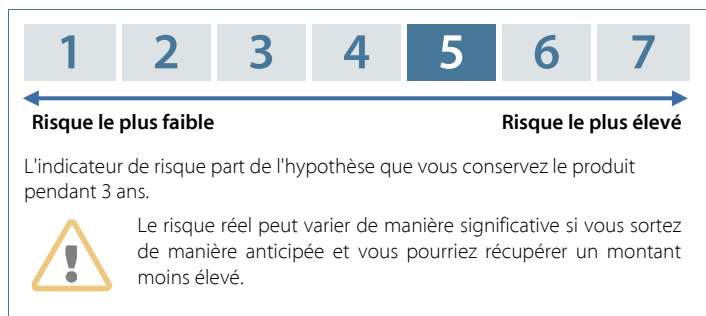 1 2 3 4 5 6 7
Risque le plus faible Risque le plus élevé
L'indicateur de risque part de l'hypothèse que vous conservez le produit
pendant 3 ans.
Le risque réel peut varier de manière significative si vous sortez
de manière anticipée et vous pourriez récupérer un montant
moins élevé.